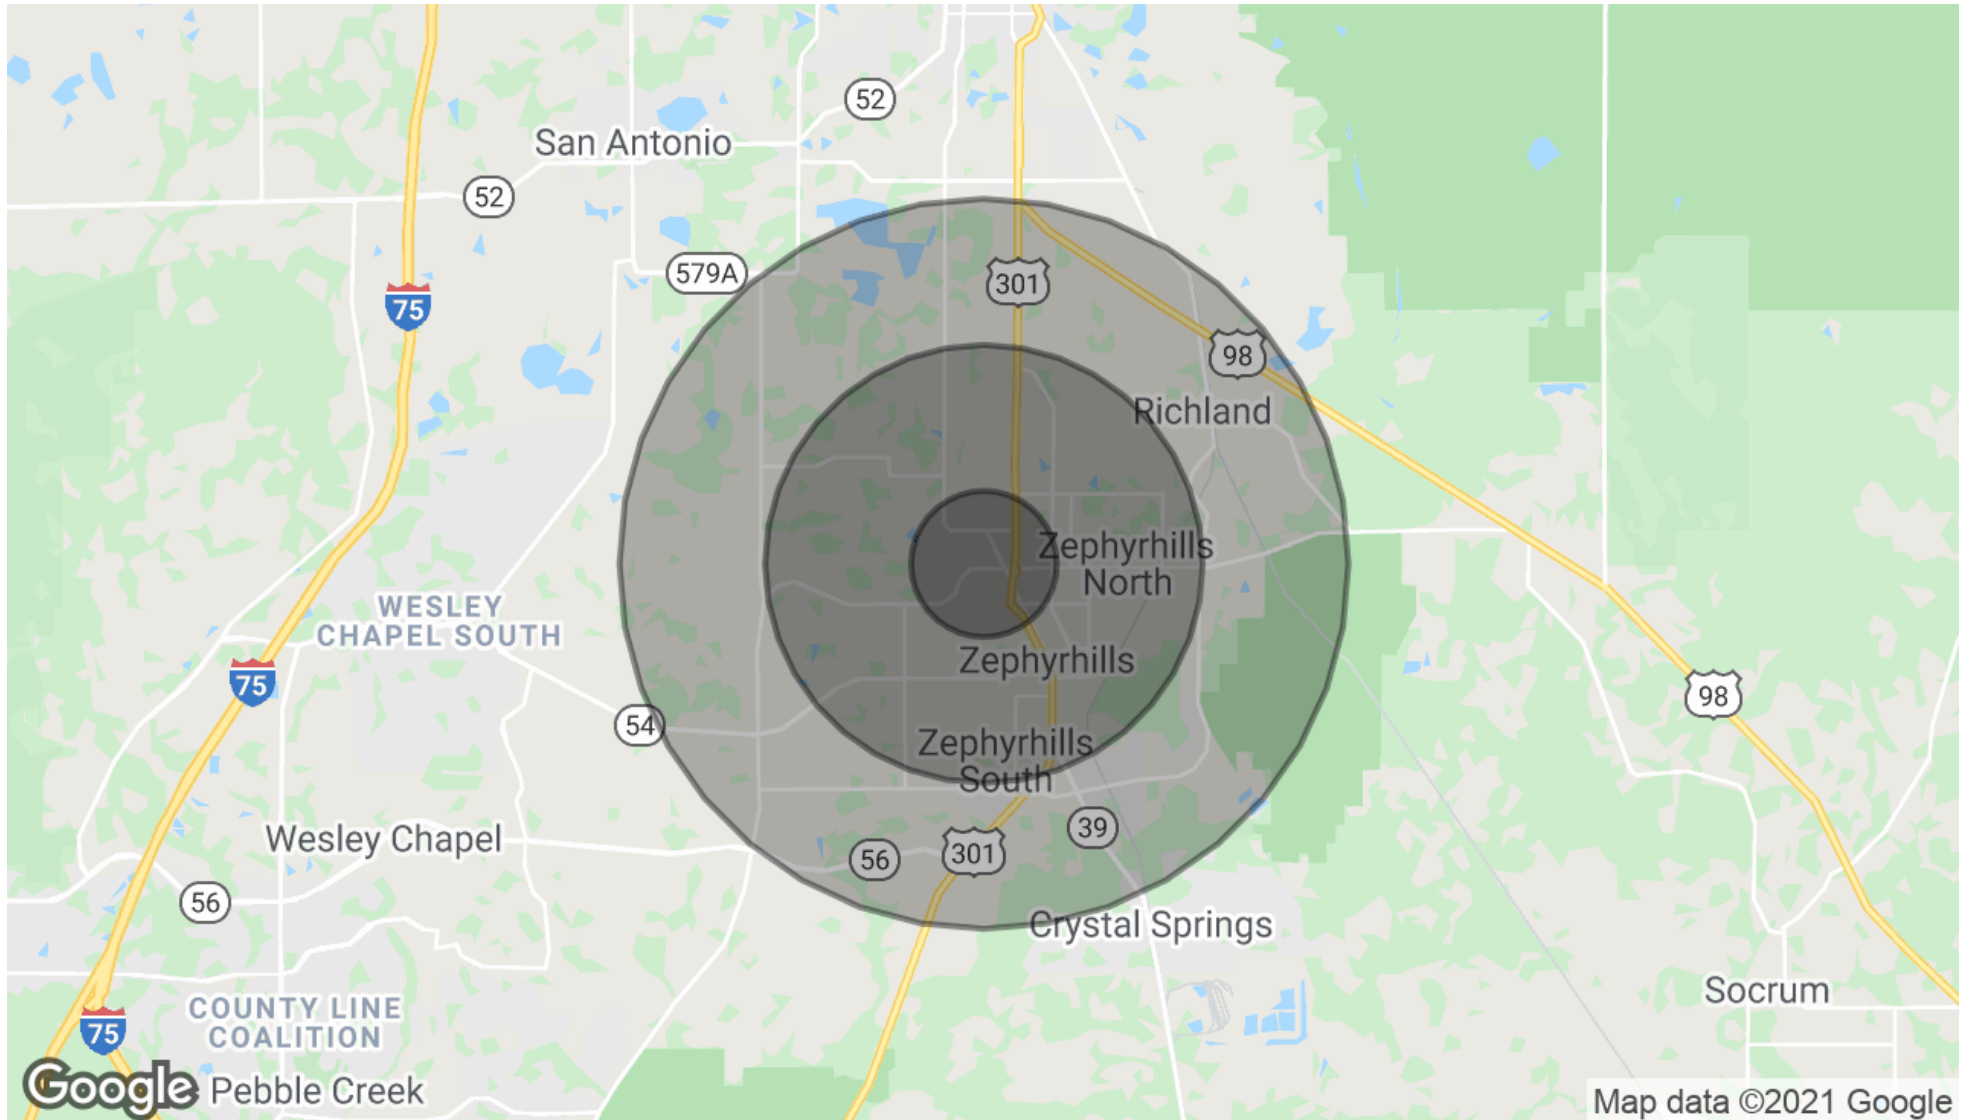 52
San Antonio
52
579A
301
75
98
Richland
Zephyrhills
North
WESLEY
CHAPEL SOUTH
Zephyrhills
75
98
54
Zephyrhills
South
39
Wesley Chapel
56
301
56
Crystal Springs
Socrum
COUNTY LINE
COALITION
75
Google
Pebble Creek
Map data ©2021 Google